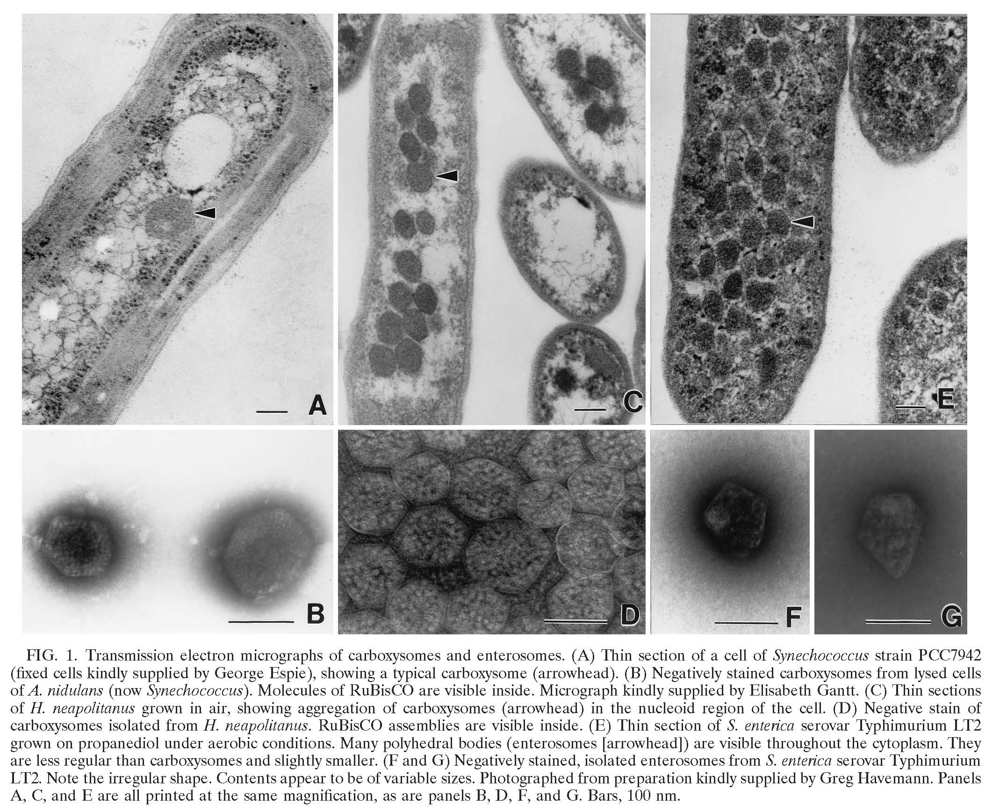 A
C
E
B
D
F
G
FIG. 1. Transmission electron micrographs of carboxysomes and enterosomes. (A) Thin section of a cell of Synechococcus strain PCC7942
(fixed cells kindly supplied by George Espie), showing a typical carboxysome (arrowhead). (B) Negatively stained carboxysomes from lysed cells
of A. nidulans (now Synechococcus). Molecules of RuBisCO are visible inside. Micrograph kindly supplied by Elisabeth Gantt. (C) Thin sections
of H. neapolitanus grown in air, showing aggregation of carboxysomes (arrowhead) in the nucleoid region of the cell. (D) Negative stain of
carboxysomes isolated from H. neapolitanus. RuBisCO assemblies are visible inside. (E) Thin section of S. enterica serovar Typhimurium LT2
grown on propanediol under aerobic conditions. Many polyhedral bodies (enterosomes [arrowhead]) are visible throughout the cytoplasm. They
are less regular than carboxysomes and slightly smaller. (F and G) Negatively stained, isolated enterosomes from S. enterica serovar Typhimurium
LT2. Note the irregular shape. Contents appear to be of variable sizes. Photographed from preparation kindly supplied by Greg Havemann. Panels
A, C, and E are all printed at the same magnification, as are panels B, D, F, and G. Bars, 100 nm.